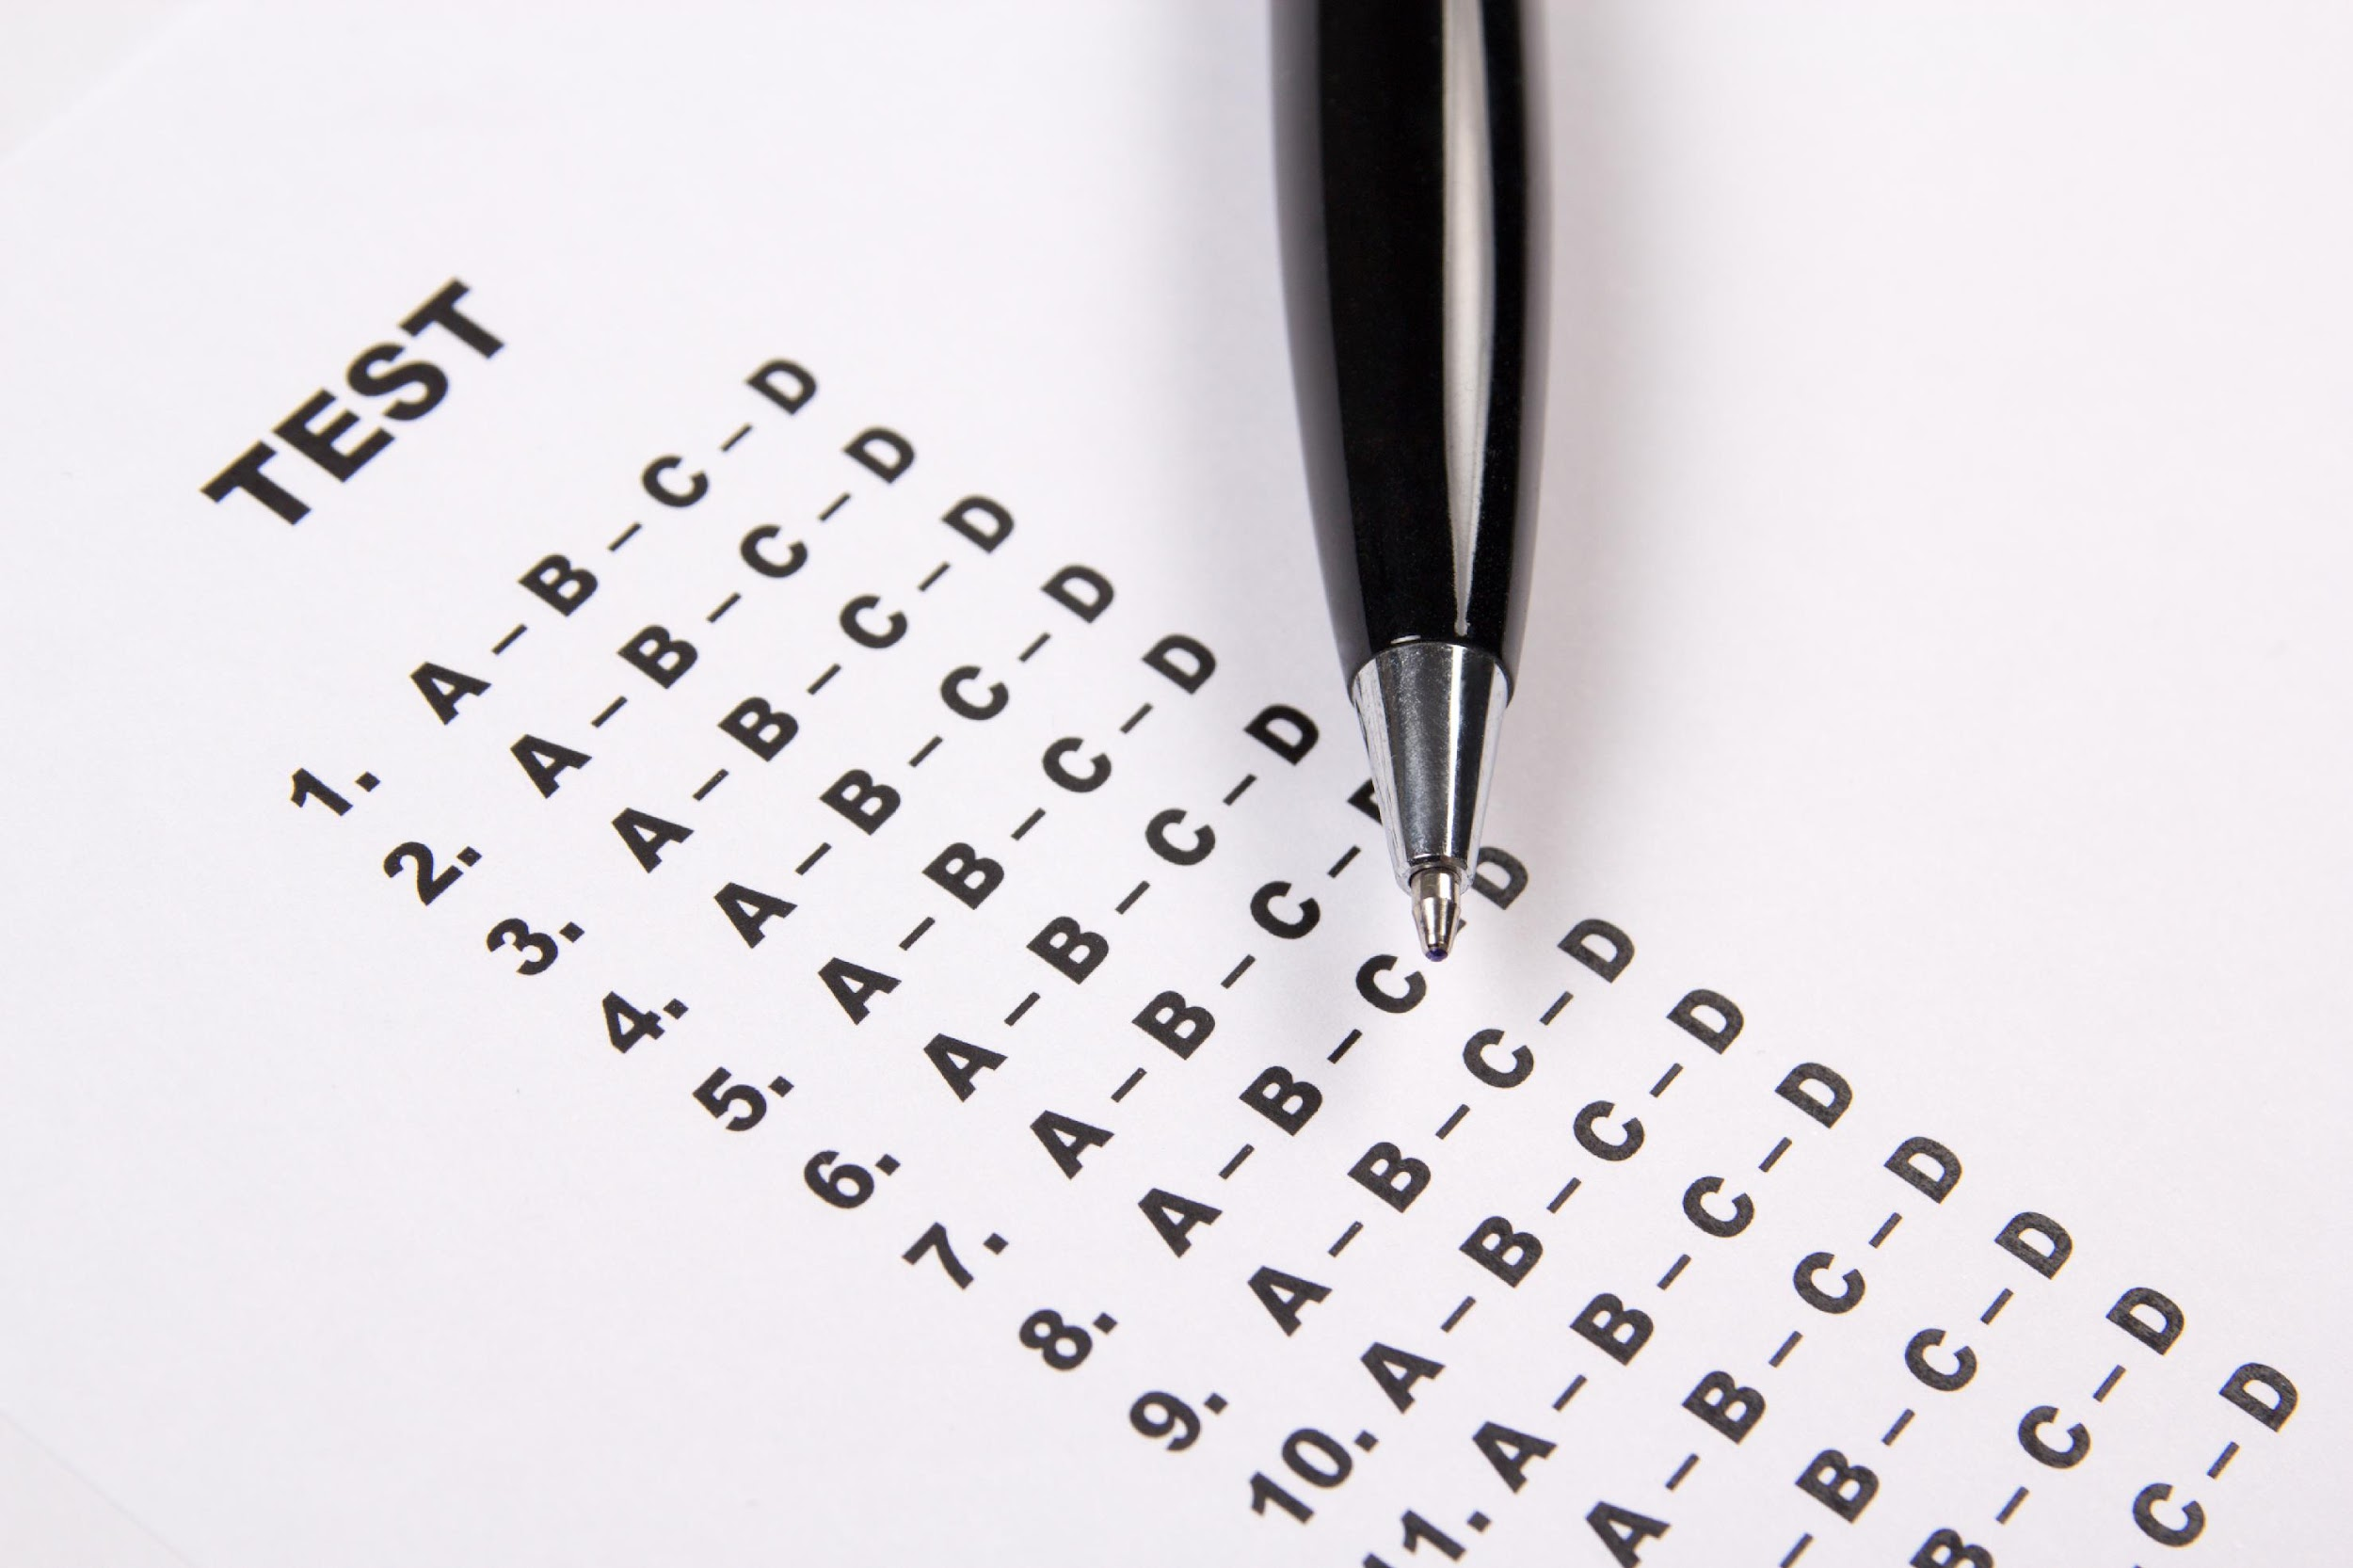 TEST
1. A – B – C – D
2. A – B – C – D
3. A – B – C – D
4. A – B – C – D
5. A – B – C – D
6. A – B – C – D
7. A – B – C –
8. A – B – C – D
9. A – B – C – D
10. A – B – C – D
11. A – B – C – D
A – B – C – D
– B – C – D
B – C – D
C – D